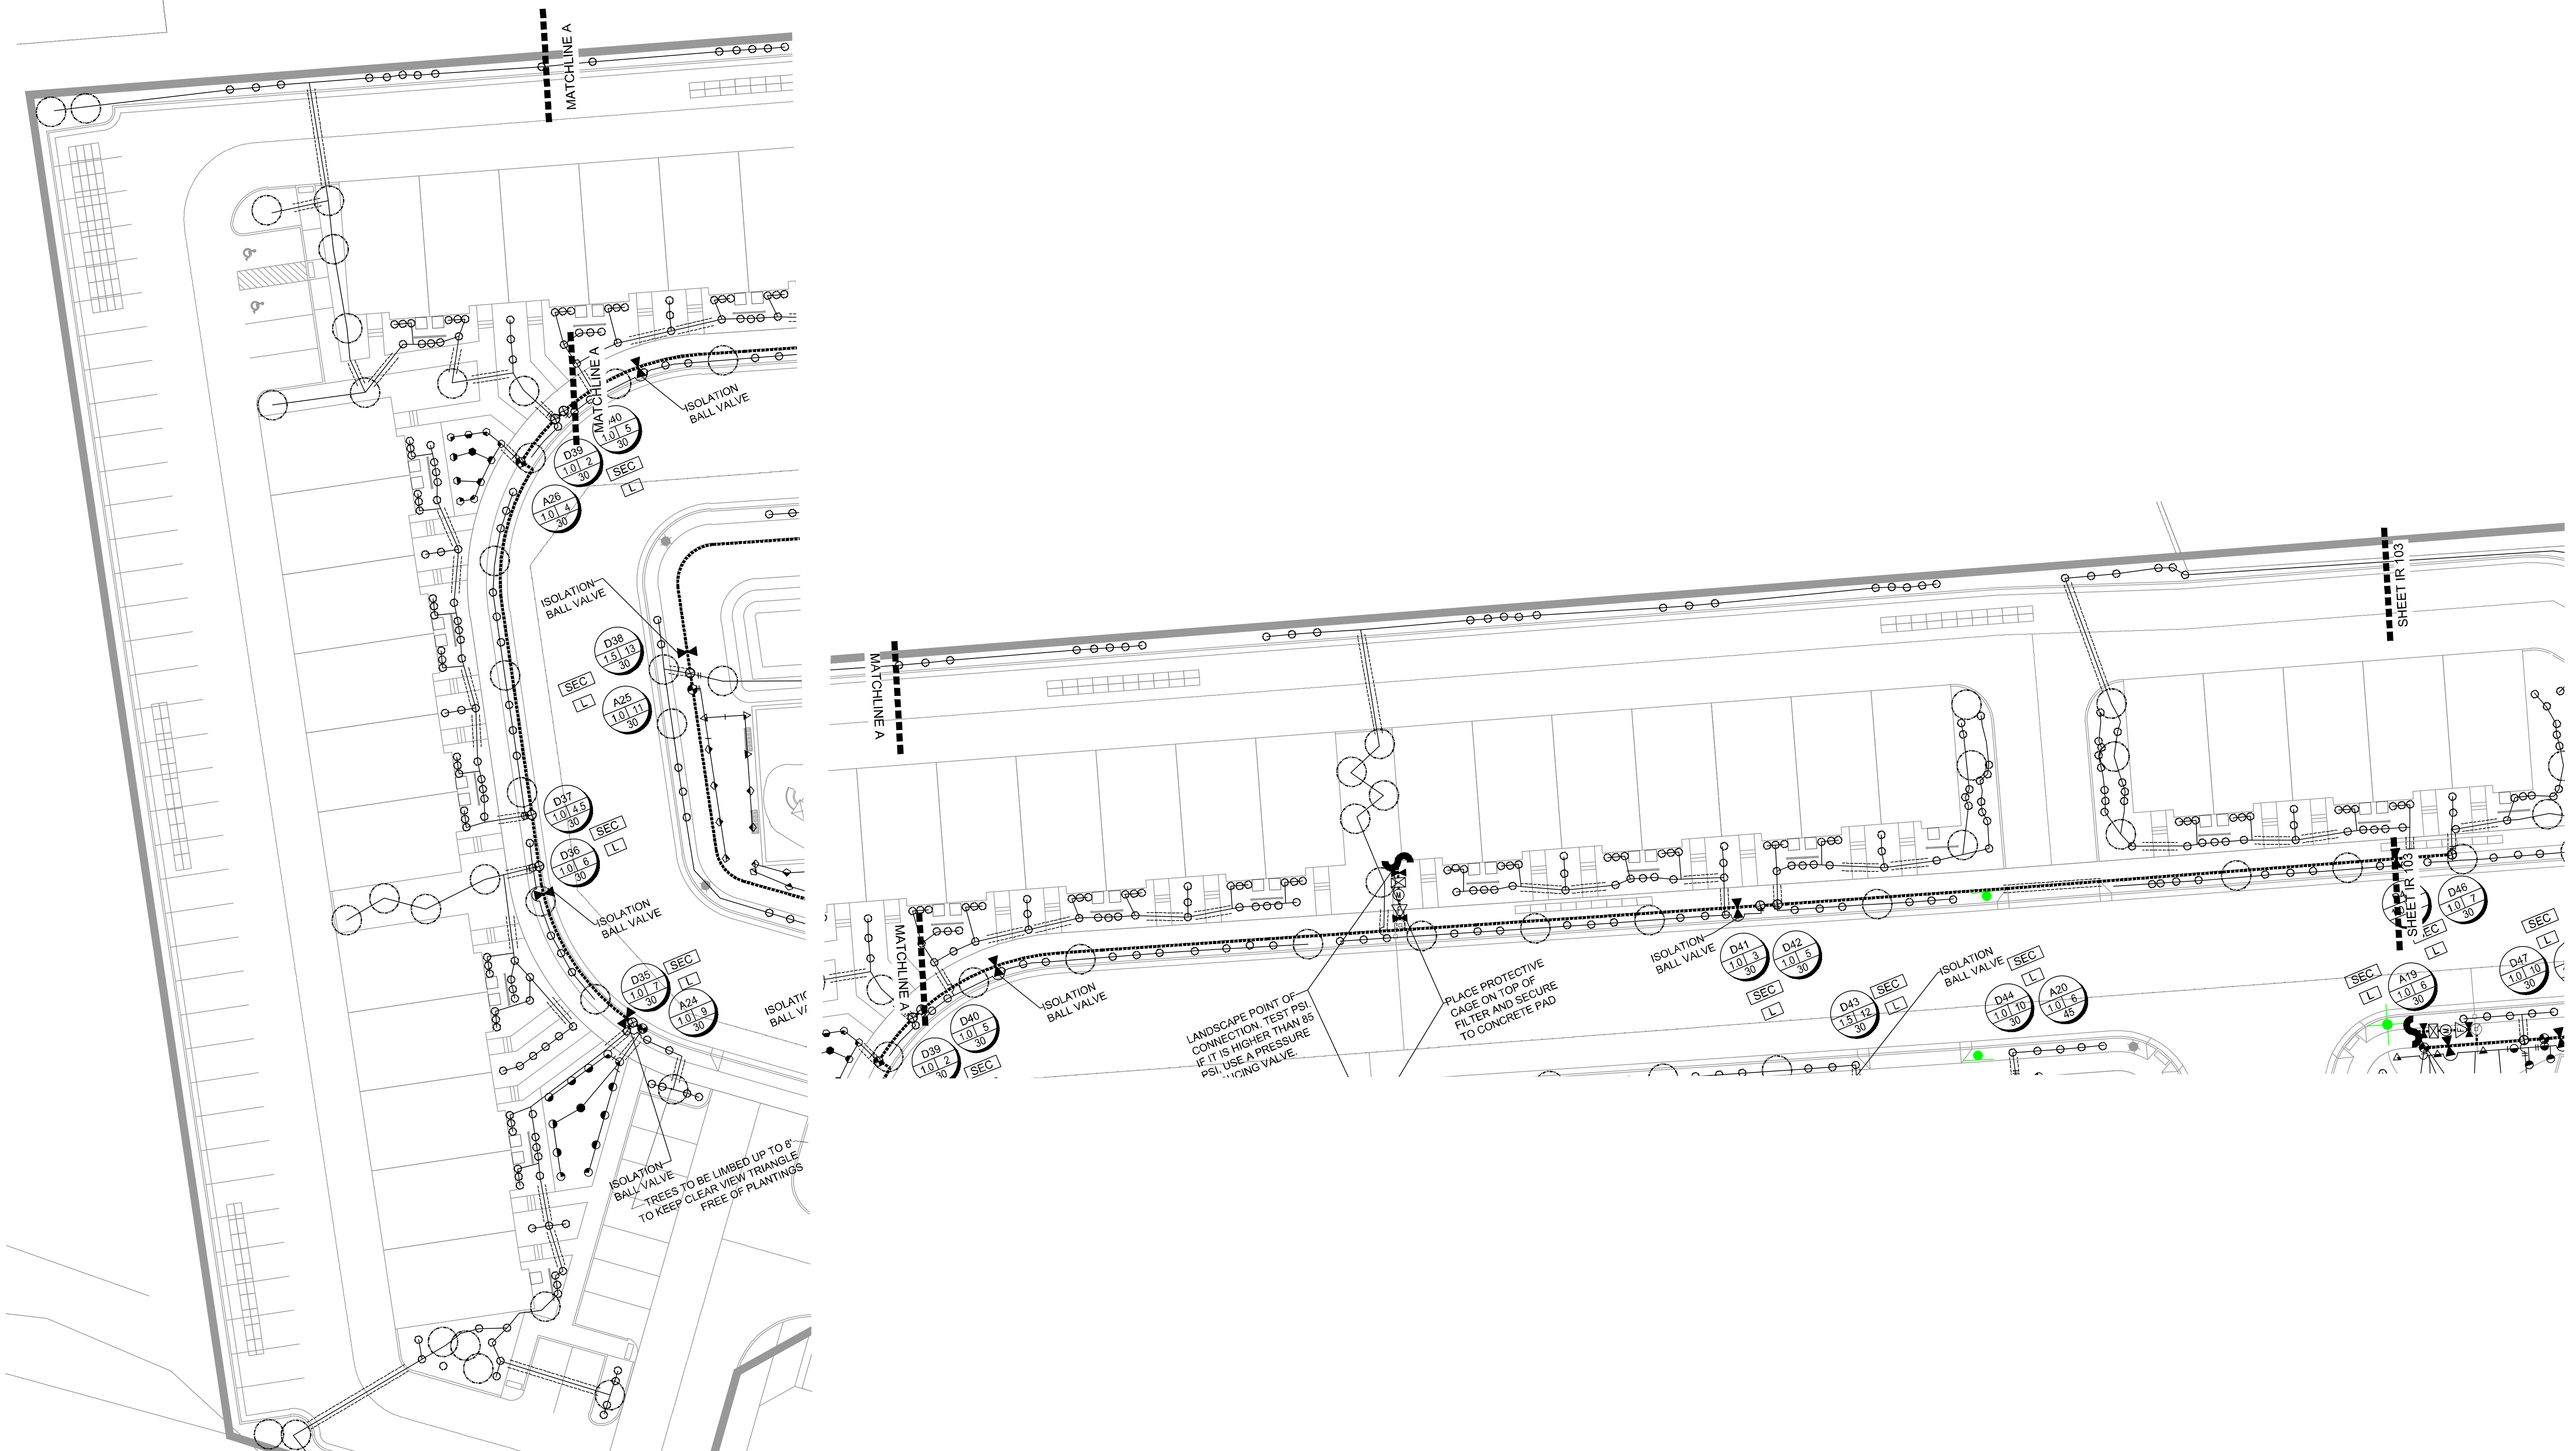 MATCHLINE A
MATCHLINE A
ISOLATION
BALL VALVE
40
1.0 5
30
D39
1.0 2
30
SEC
L
A26
1.0 4
30
ISOLATION
BALL VALVE
D38
1.5 13
30
SEC
L
A25
1.0 11
30
D37
1.0 4.5
30
SEC
L
D36
1.0 6
30
ISOLATION
BALL VALVE
D35
1.0 7
30
SEC
L
A24
1.0 9
30
ISOLATION
BALL VALVE
TREES TO BE LIMBED UP TO 8'
TO KEEP CLEAR VIEW TRIANGLE
FREE OF PLANTINGS
ISOLATIO
BALL V
MATCHLINE A
MATCHLINE A
ISOLATION
BALL VALVE
D40
1.0 5
30
D39
1.0 2
30
SEC
LANDSCAPE POINT OF
CONNECTION. TEST PSI.
IF IT IS HIGHER THAN 85
PSI, USE A PRESSURE
UCING VALVE.
PLACE PROTECTIVE
CAGE ON TOP OF
FILTER AND SECURE
TO CONCRETE PAD
ISOLATION
BALL VALVE
D41
1.0 3
30
D42
1.0 5
30
SEC
L
D43
1.5 12
30
SEC
L
ISOLATION
BALL VALVE
SEC
L
D44
1.0 10
30
A20
1.0 6
45
SHEET IR 103
SHEET IR 103
D46
1.0 7
30
EC
L
SEC
L
A19
1.0 6
30
SEC
L
D47
1.0 10
30